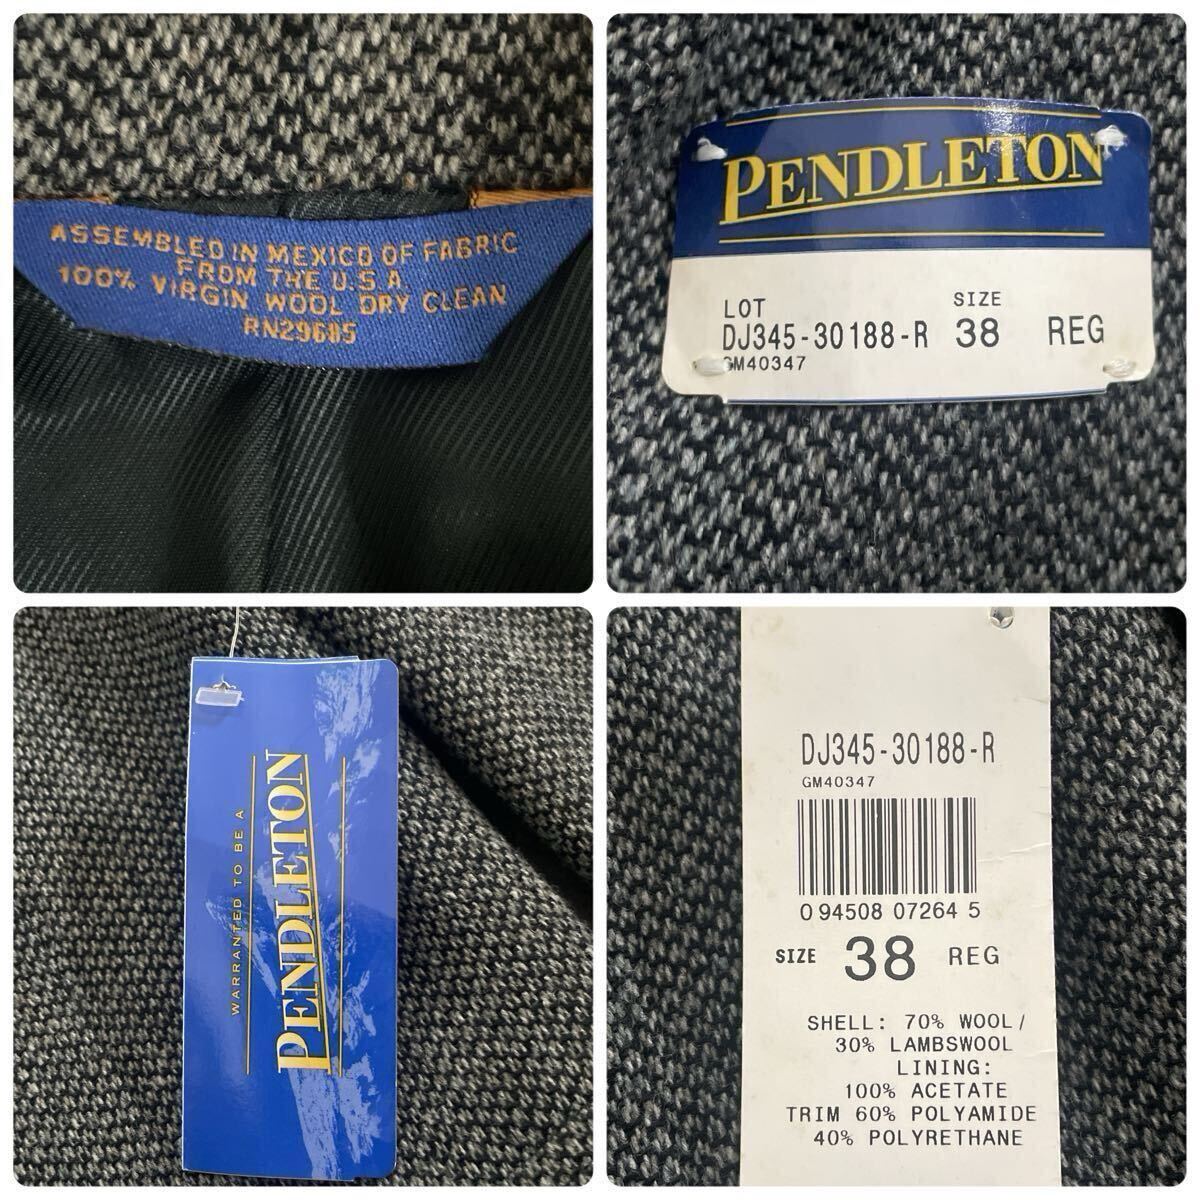 ASSEMBLED IN MEXICO OF FABRIC
FROM THE U.S.A.
100% VIRGIN WOOL DRY CLEAN
RN29685
PENDLETON
LOT SIZE
DJ345-30188-R 38 REG
GM40347
WARRANTED TO BE A
PENDLETON
DJ345-30188-R
GM40347
0 94508 07264 5
SIZE 38 REG
SHELL: 70% WOOL/
30% LAMBSWOOL
LINING:
100% ACETATE
TRIM 60% POLYAMIDE
40% POLYRETHANE